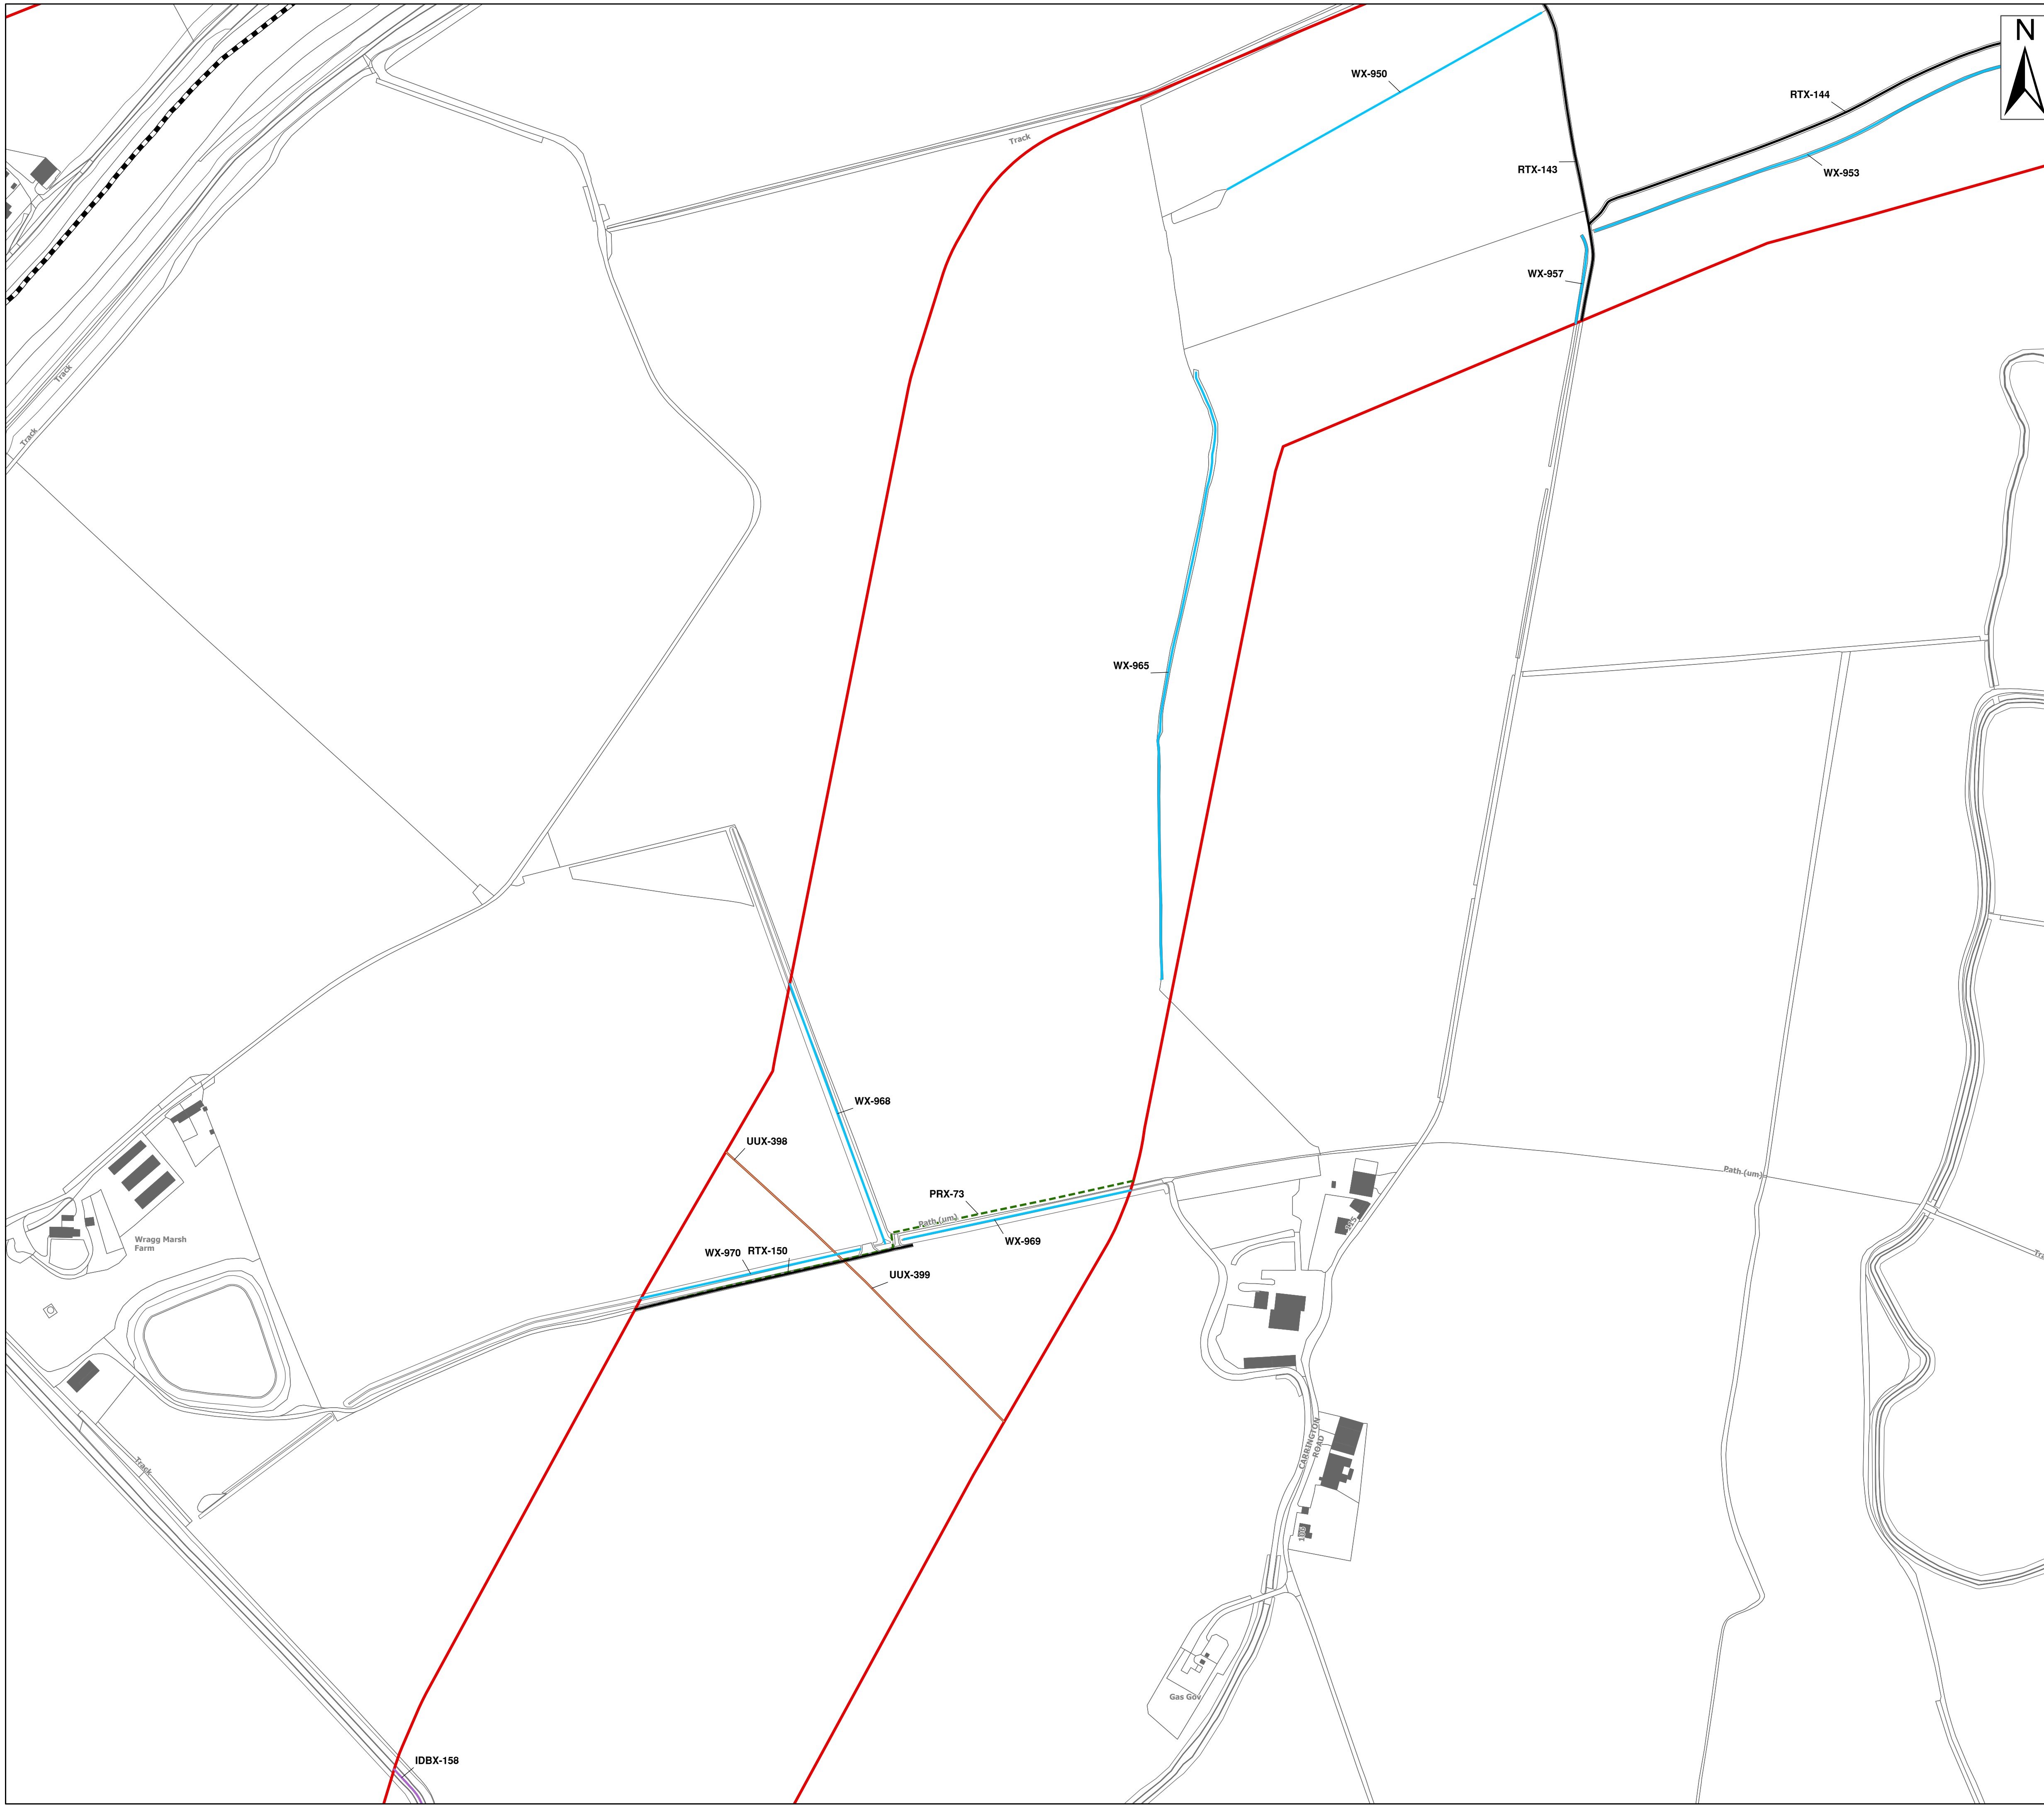 N
WX-950
RTX-144
Track
RTX-143
WX-953
WX-957
Track
Track
WX-965
WX-968
UUX-398
Path (um)
PRX-73
Path (um)
Wragg Marsh
Farm
WX-970
RTX-150
WX-969
UUX-399
CARRINGTON
ROAD
Track
Gas Gov
IDBX-158